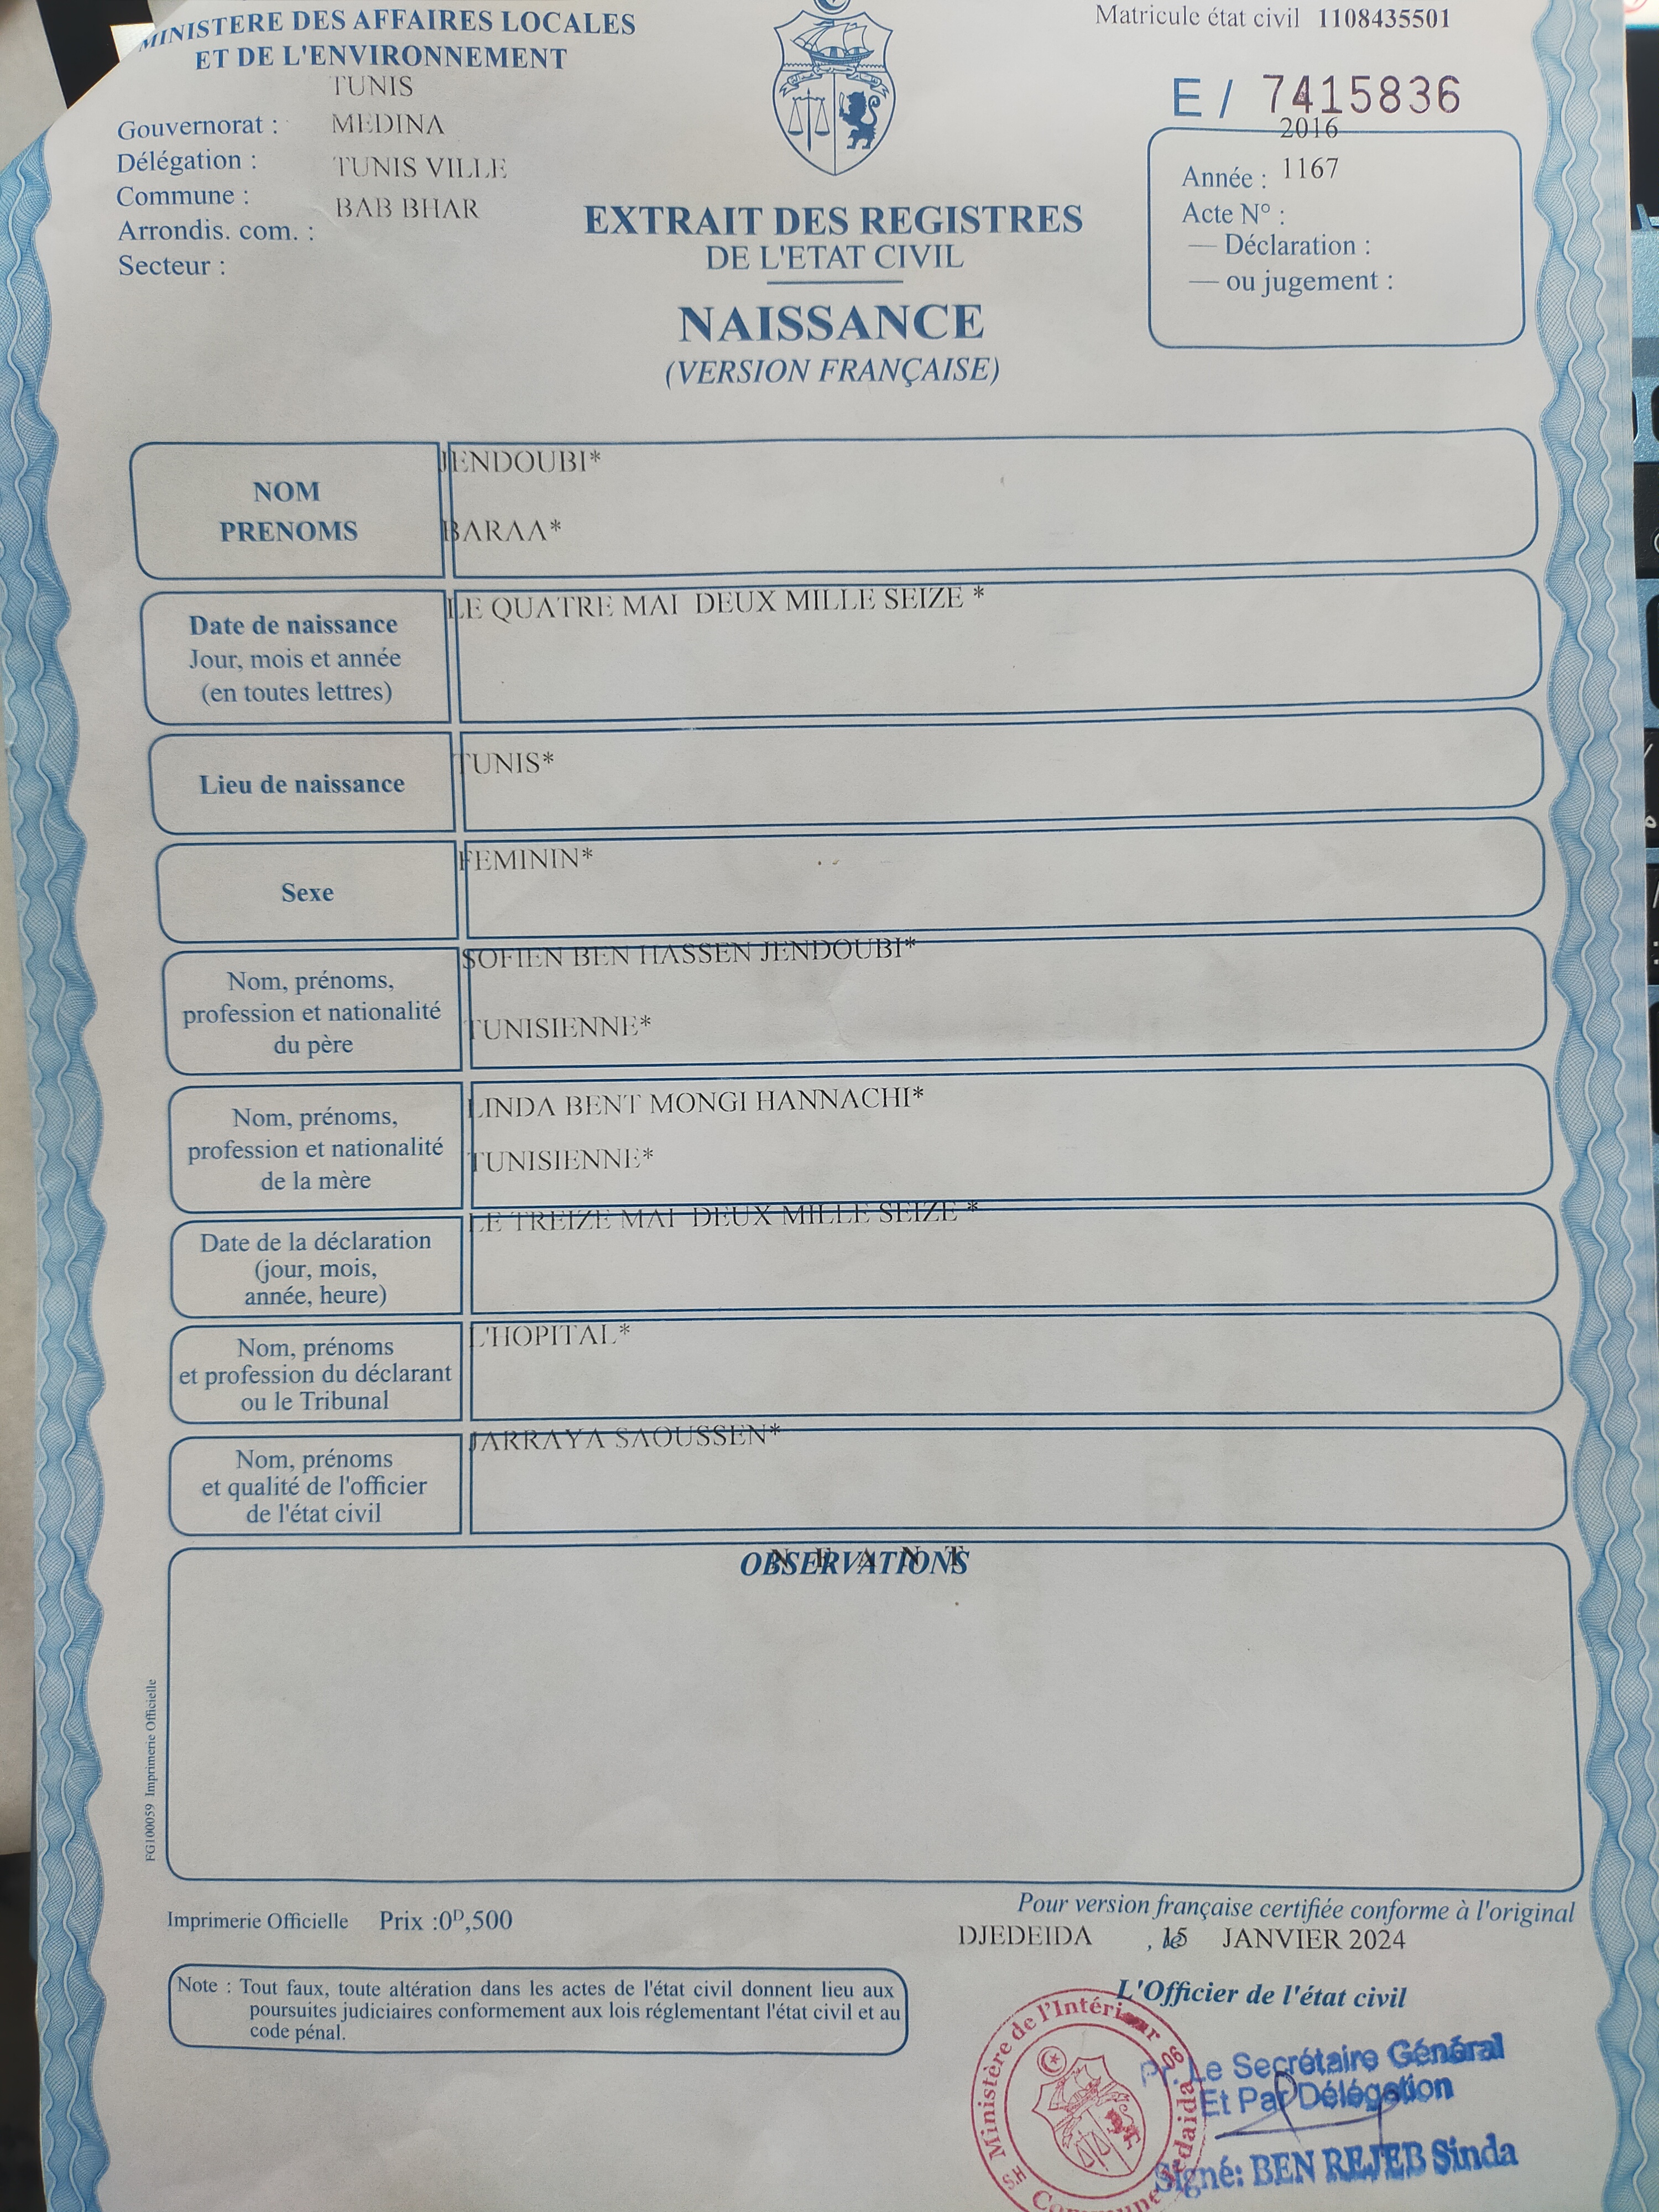 MINISTERE DES AFFAIRES LOCALES
ET DE L'ENVIRONNEMENT
TUNIS
Gouvernorat : MEDINA
Délégation : TUNIS VILLE
Commune :
Arrondis. com. : BAB BHAR
Secteur :
Matricule état civil 1108435501
E / 7415836
2016
Année : 1167
Acte N° :
— Déclaration :
— ou jugement :
EXTRAIT DES REGISTRES
DE L'ETAT CIVIL
NAISSANCE
(VERSION FRANÇAISE)
NOM
PRENOMS
JENDOUBI*
BARAA*
Date de naissance
Jour, mois et année
(en toutes lettres)
LE QUATRE MAI DEUX MILLE SEIZE *
Lieu de naissance
TUNIS*
Sexe
FEMININ*
Nom, prénoms,
profession et nationalité
du père
SOFIEN BEN HASSEN JENDOUBI*
TUNISIENNE*
Nom, prénoms,
profession et nationalité
de la mère
LINDA BENT MONGI HANNACHI*
TUNISIENNE*
Date de la déclaration
(jour, mois,
année, heure)
LE TREIZE MAI DEUX MILLE SEIZE *
Nom, prénoms
et profession du déclarant
ou le Tribunal
L'HOPITAL*
Nom, prénoms
et qualité de l'officier
de l'état civil
JARRAYA SAOUSSEN*
OBSERVATIONS
N E A N T
FG100059 Imprimerie Officielle
Imprimerie Officielle Prix :0ᴰ,500
Pour version française certifiée conforme à l'original
DJEDEIDA , le 15 JANVIER 2024
L'Officier de l'état civil
Note : Tout faux, toute altération dans les actes de l'état civil donnent lieu aux
poursuites judiciaires conformement aux lois réglementant l'état civil et au
code pénal.
Ministère de l'Intérieur
Commune Jedaida
Pr. Le Secrétaire Général
Et Par Délégation
Signé: BEN REJEB Sinda